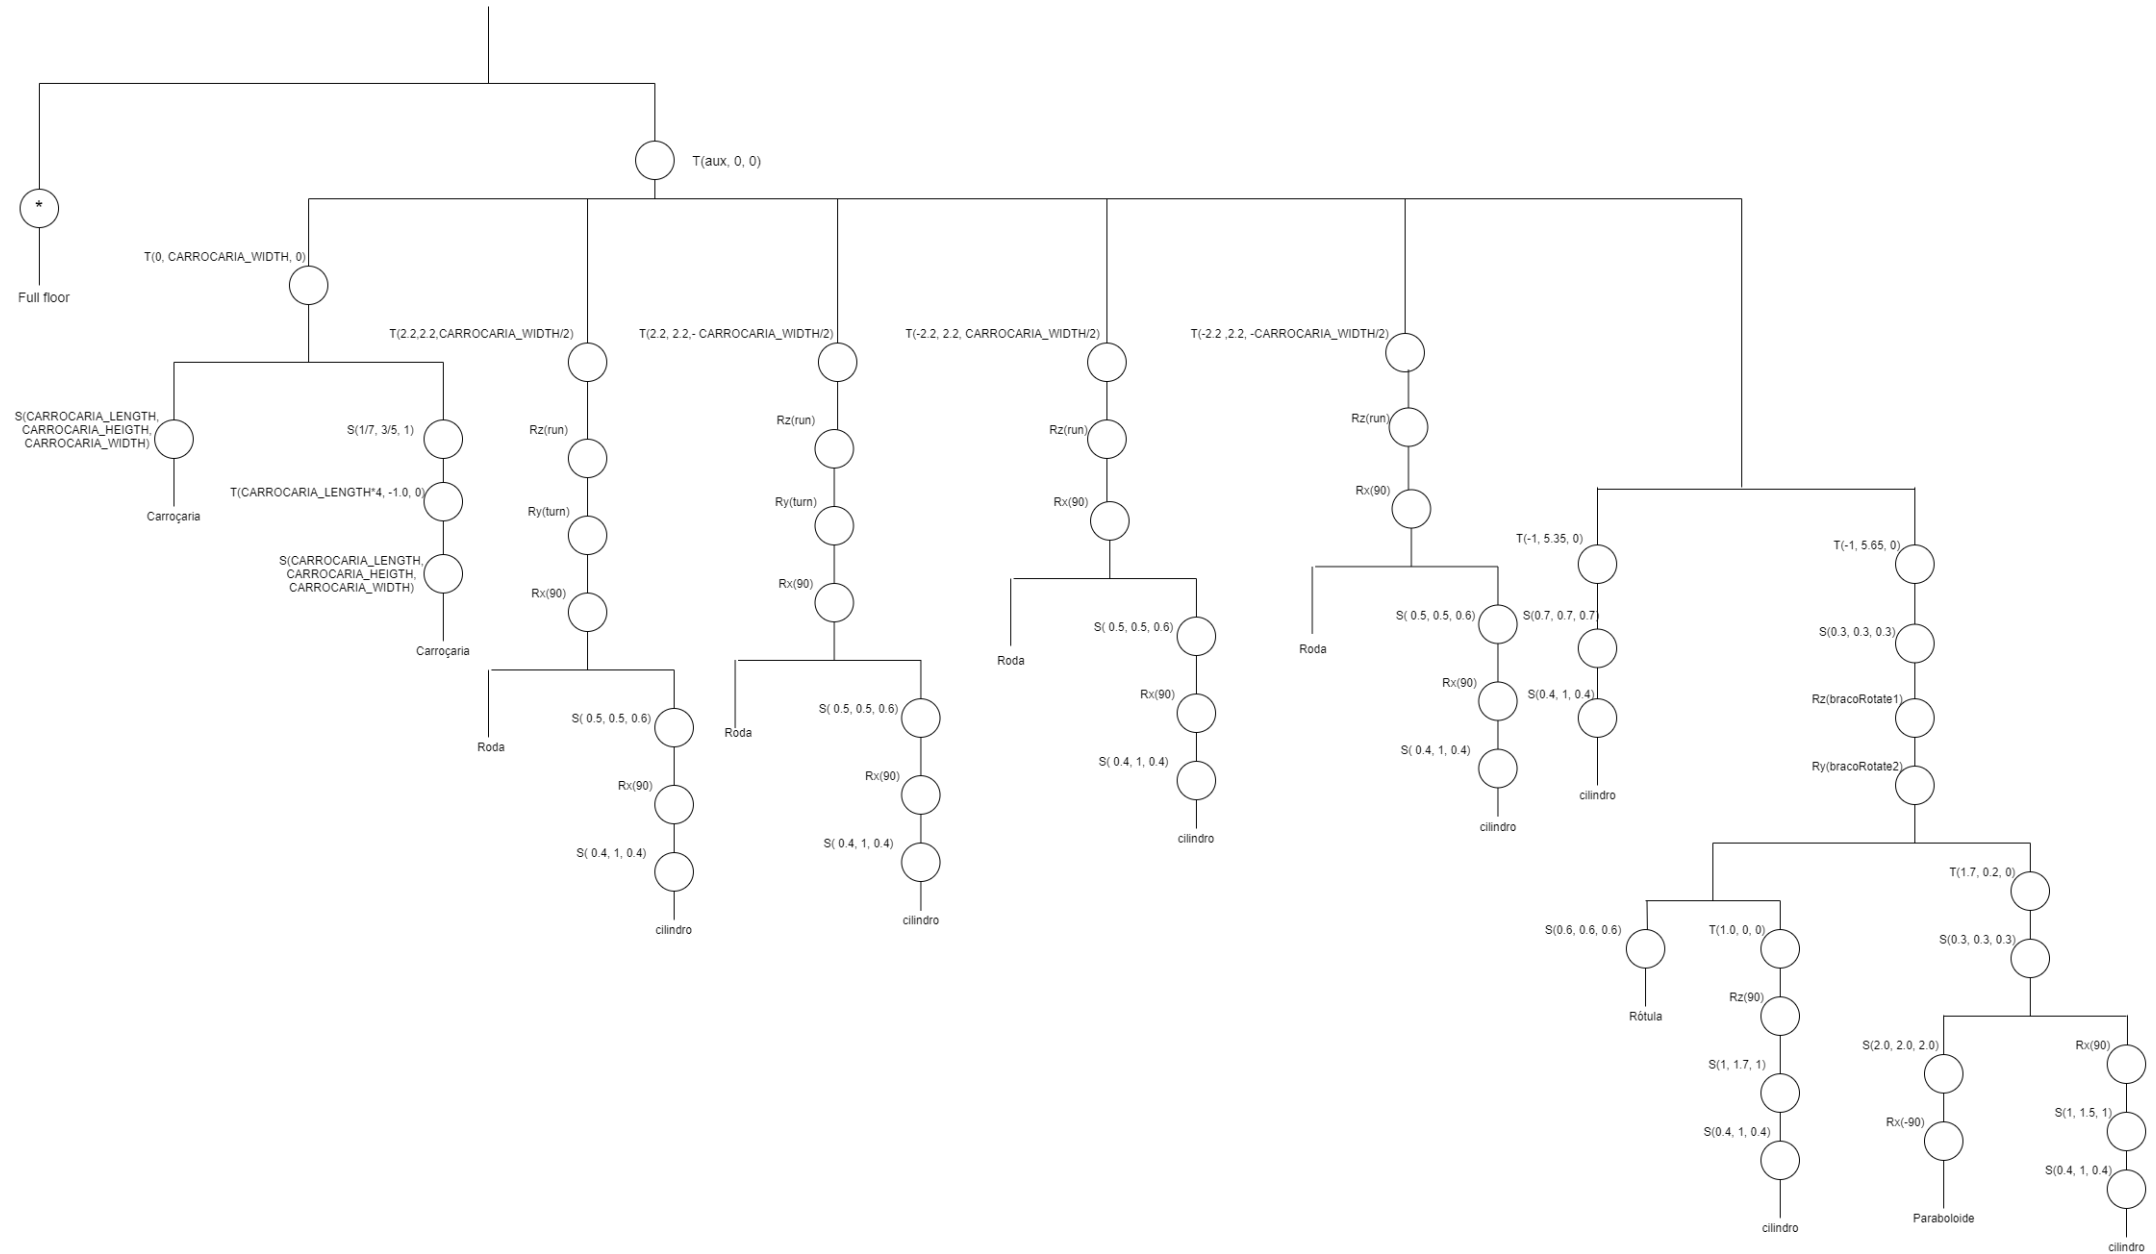 T(aux, 0, 0)
*
Full floor
T(0, CARROCARIA_WIDTH, 0)
S(CARROCARIA_LENGTH,
CARROCARIA_HEIGTH,
CARROCARIA_WIDTH)
Carroçaria
S(1/7, 3/5, 1)
T(CARROCARIA_LENGTH*4, -1.0, 0)
S(CARROCARIA_LENGTH,
CARROCARIA_HEIGTH,
CARROCARIA_WIDTH)
Carroçaria
T(2.2,2.2,CARROCARIA_WIDTH/2)
Rz(run)
Ry(turn)
Rx(90)
Roda
S( 0.5, 0.5, 0.6)
Rx(90)
S( 0.4, 1, 0.4)
cilindro
T(2.2, 2.2,- CARROCARIA_WIDTH/2)
Rz(run)
Ry(turn)
Rx(90)
Roda
S( 0.5, 0.5, 0.6)
Rx(90)
S( 0.4, 1, 0.4)
cilindro
T(-2.2, 2.2, CARROCARIA_WIDTH/2)
Rz(run)
Rx(90)
Roda
S( 0.5, 0.5, 0.6)
Rx(90)
S( 0.4, 1, 0.4)
cilindro
T(-2.2 ,2.2, -CARROCARIA_WIDTH/2)
Rz(run)
Rx(90)
Roda
S( 0.5, 0.5, 0.6)
Rx(90)
S( 0.4, 1, 0.4)
cilindro
T(-1, 5.35, 0)
S(0.7, 0.7, 0.7)
S(0.4, 1, 0.4)
cilindro
T(-1, 5.65, 0)
S(0.3, 0.3, 0.3)
Rz(bracoRotate1)
Ry(bracoRotate2)
S(0.6, 0.6, 0.6)
Rótula
T(1.0, 0, 0)
Rz(90)
S(1, 1.7, 1)
S(0.4, 1, 0.4)
cilindro
T(1.7, 0.2, 0)
S(0.3, 0.3, 0.3)
S(2.0, 2.0, 2.0)
Rx(-90)
Paraboloide
Rx(90)
S(1, 1.5, 1)
S(0.4, 1, 0.4)
cilindro